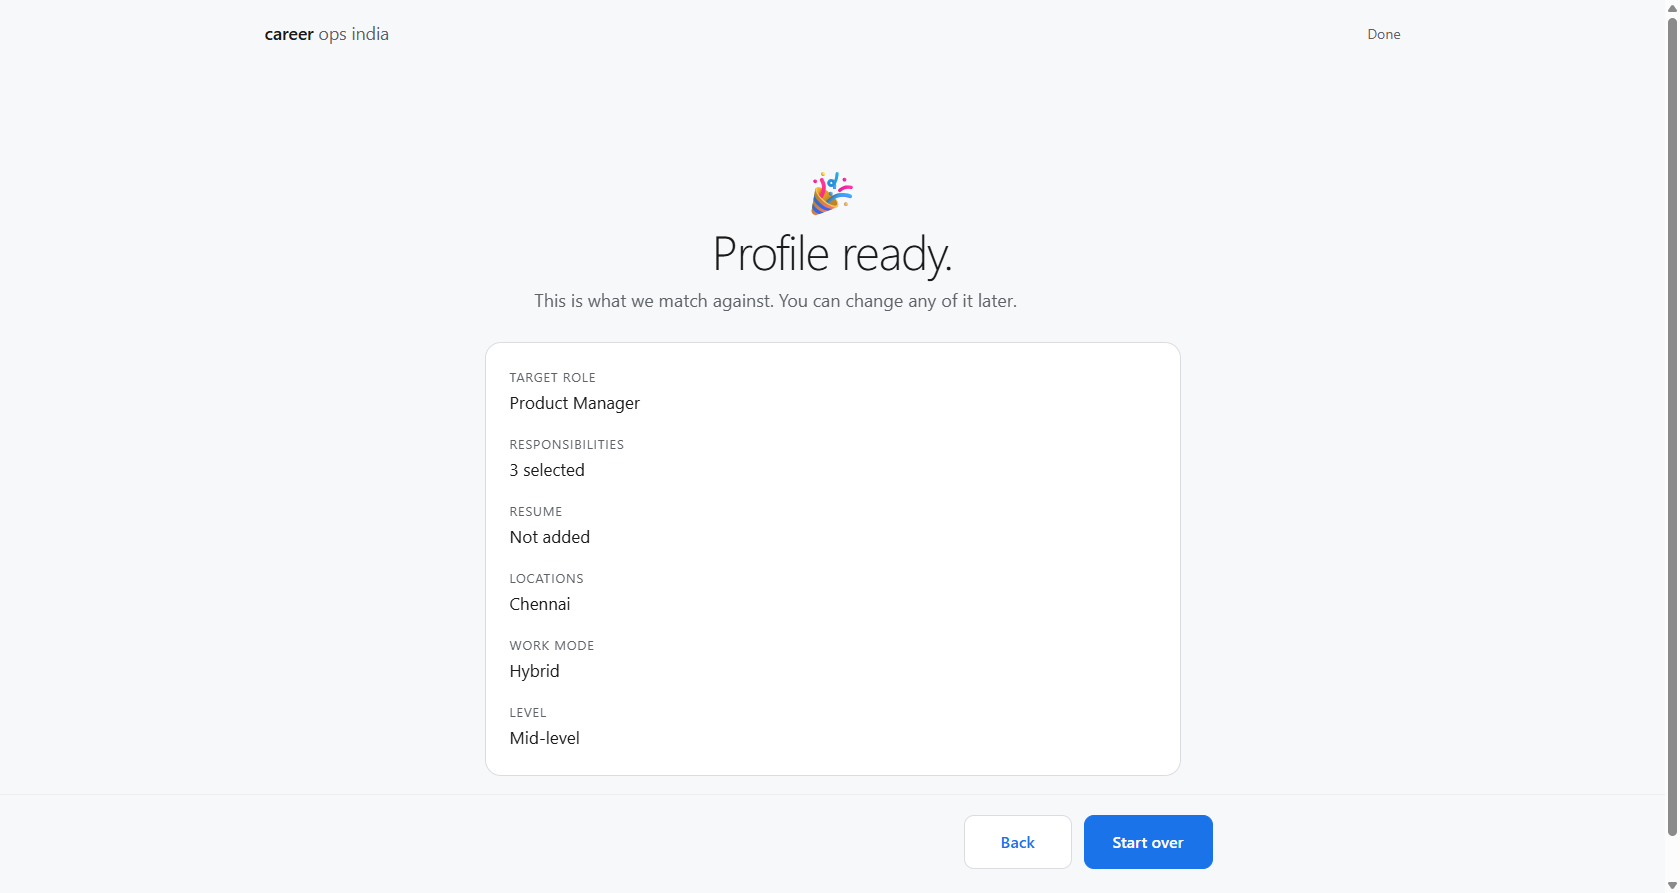 career ops india
Done
Profile ready.
This is what we match against. You can change any of it later.
TARGET ROLE
Product Manager
RESPONSIBILITIES
3 selected
RESUME
Not added
LOCATIONS
Chennai
WORK MODE
Hybrid
LEVEL
Mid-level
Back
Start over